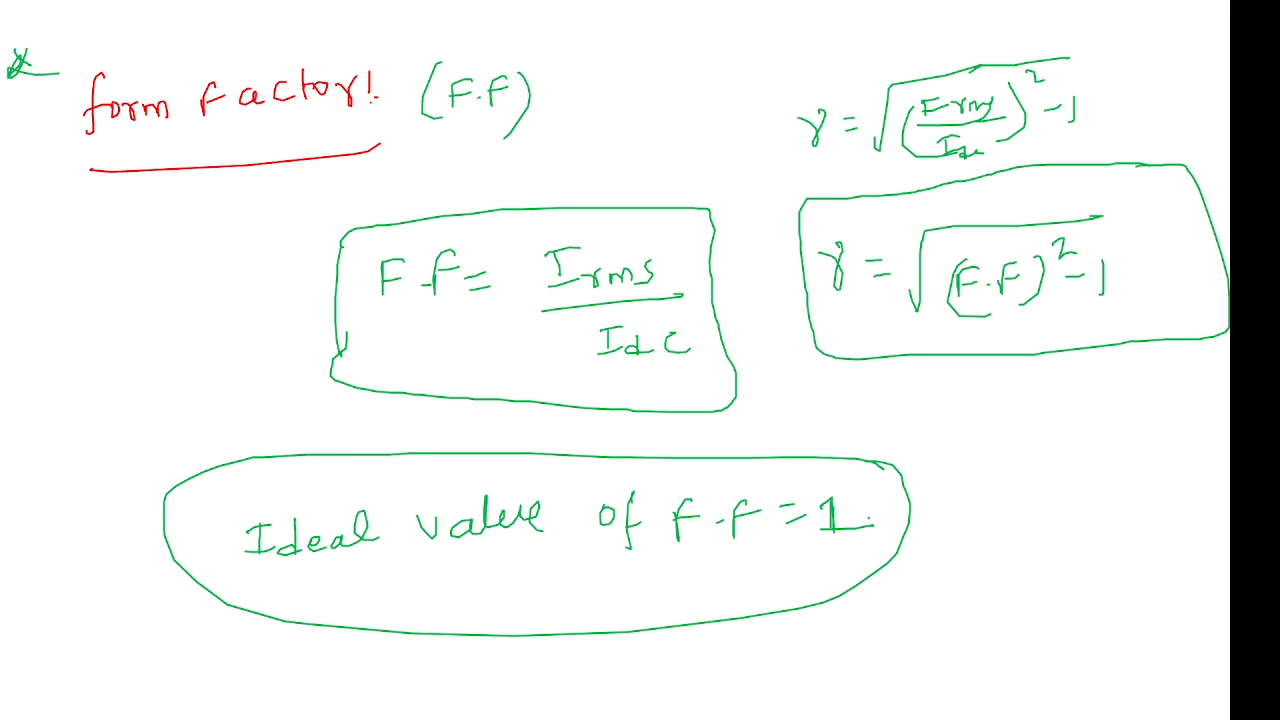 form Factor! (F.F)
γ = √(Irms/Idc)² - 1
F.F = Irms/Idc
γ = √(F.F)² - 1
Ideal value of F.F = 1.